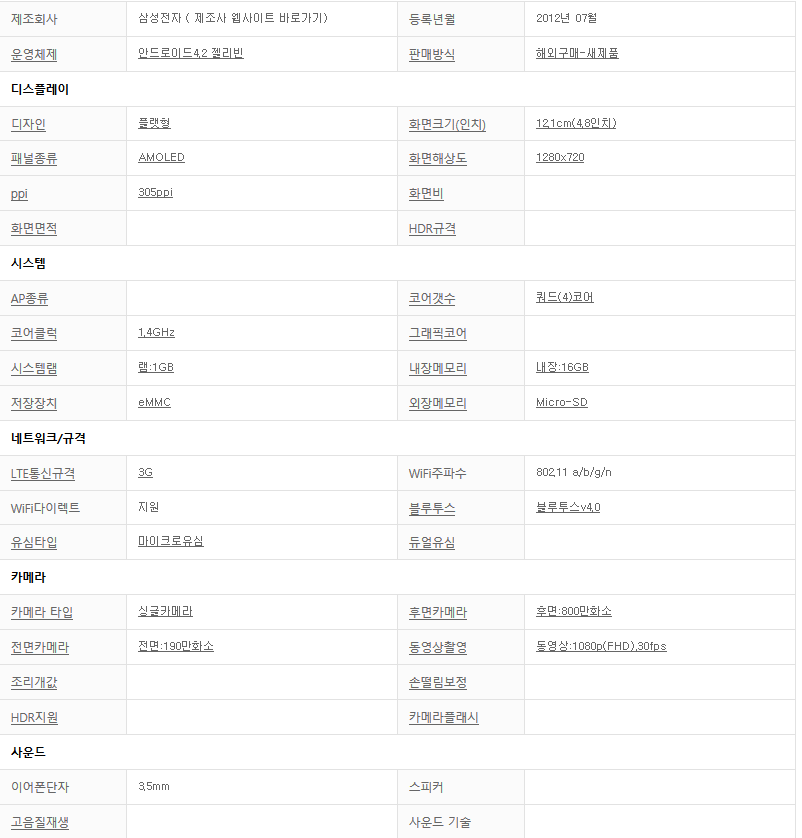 제조회사 삼성전자 ( 제조사 웹사이트 바로가기) 등록년월 2012년 07월
운영체제 안드로이드4.2 젤리빈 판매방식 해외구매-새제품
디스플레이
디자인 플랫형 화면크기(인치) 12.1cm(4.8인치)
패널종류 AMOLED 화면해상도 1280x720
ppi 305ppi 화면비
화면면적 HDR규격
시스템
AP종류 코어갯수 쿼드(4)코어
코어클럭 1.4GHz 그래픽코어
시스템램 램:1GB 내장메모리 내장:16GB
저장장치 eMMC 외장메모리 Micro-SD
네트워크/규격
LTE통신규격 3G WiFi주파수 802.11 a/b/g/n
WiFi다이렉트 지원 블루투스 블루투스v4.0
유심타입 마이크로유심 듀얼유심
카메라
카메라 타입 싱글카메라 후면카메라 후면:800만화소
전면카메라 전면:190만화소 동영상촬영 동영상:1080p(FHD),30fps
조리개값 손떨림보정
HDR지원 카메라플래시
사운드
이어폰단자 3.5mm 스피커
고음질재생 사운드 기술